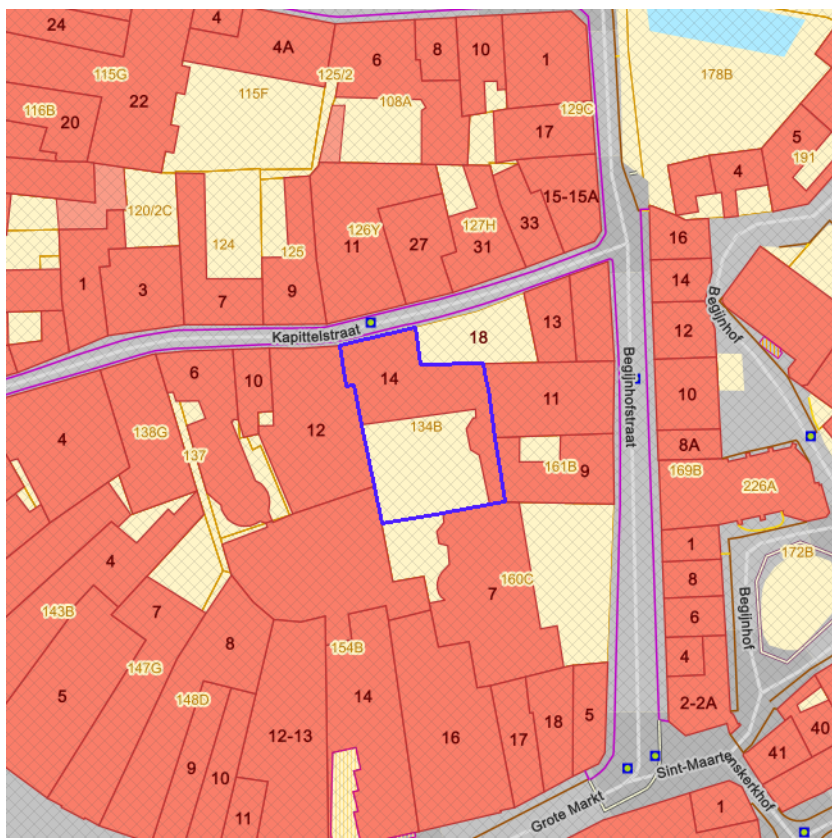 24
4
4A
6
8
10
1
115G
125/2
178B
22
115F
108A
116B
20
129C
17
5
4
191
15-15A
120/2C
33
124
126Y
127H
16
11
27
31
125
1
3
14
7
9
Begijnhof
Kapittelstraat
18
13
12
6
10
14
Begijnhofstraat
11
10
4
138G
12
134B
8A
137
161B
9
169B
226A
1
4
160C
172B
8
143B
7
7
6
Begijnhof
8
154B
4
147G
5
148D
14
2-2A
12-13
16
18
5
17
40
41
9
10
Sint-Maarte
nskerkhof
11
Grote Markt
1